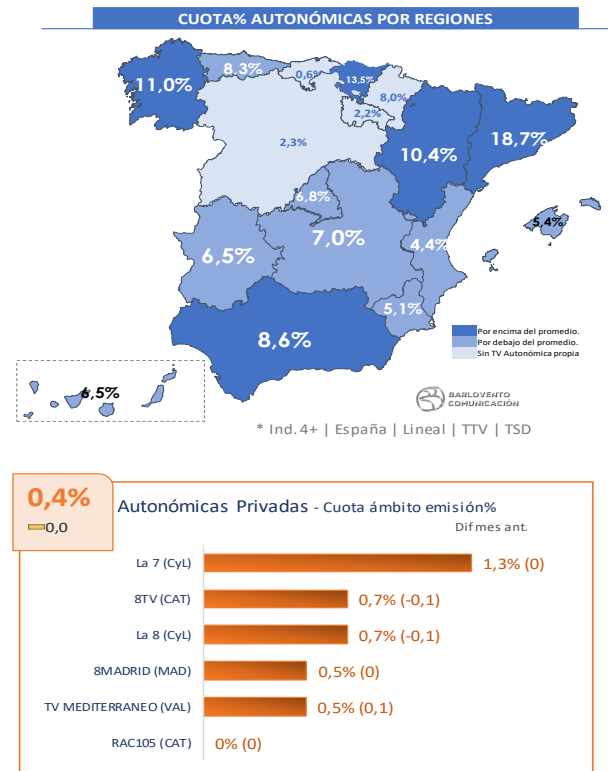 CUOTA% AUTONÓMICAS POR REGIONES
11,0%
8,3%
0,6%
13,5%
8,0%
2,2%
2,3%
10,4%
18,7%
6,8%
7,0%
6,5%
4,4%
5,4%
5,1%
8,6%
6,5%
Por encima del promedio.
Por debajo del promedio.
Sin TV Autonómica propia
BARLOVENTO
COMUNICACIÓN
* Ind. 4+ | España | Lineal | TTV | TSD
0,4%
0,0
Autonómicas Privadas - Cuota ámbito emisión%
Dif mes ant.
La 7 (CyL) 1,3% (0)
8TV (CAT) 0,7% (-0,1)
La 8 (CyL) 0,7% (-0,1)
8MADRID (MAD) 0,5% (0)
TV MEDITERRANEO (VAL) 0,5% (0,1)
RAC105 (CAT) 0% (0)